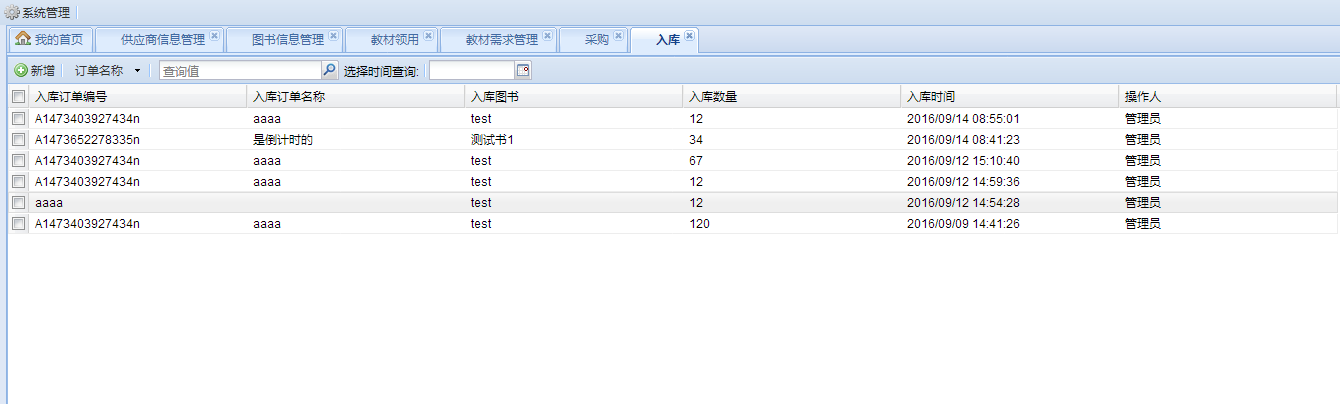 系统管理
我的首页 供应商信息管理 图书信息管理 教材领用 教材需求管理 采购 入库
新增 订单名称 查询值 选择时间查询:
入库订单编号 入库订单名称 入库图书 入库数量 入库时间 操作人
A1473403927434n aaaa test 12 2016/09/14 08:55:01 管理员
A1473652278335n 是倒计时的 测试书1 34 2016/09/14 08:41:23 管理员
A1473403927434n aaaa test 67 2016/09/12 15:10:40 管理员
A1473403927434n aaaa test 12 2016/09/12 14:59:36 管理员
aaaa test 12 2016/09/12 14:54:28 管理员
A1473403927434n aaaa test 120 2016/09/09 14:41:26 管理员